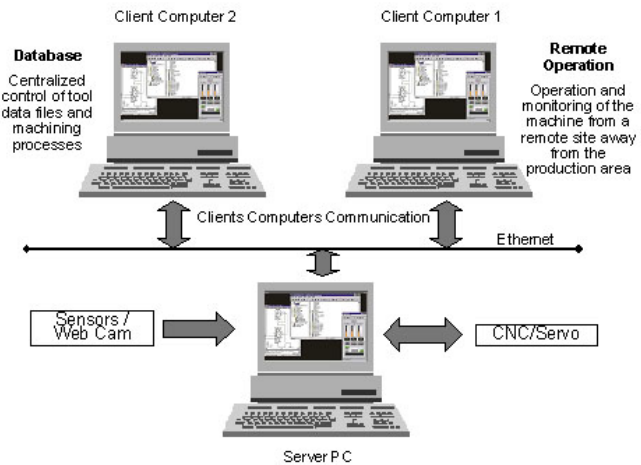 Client Computer 2
Client Computer 1
Database
Centralized
control of tool
data files and
machining
processes
Remote
Operation
Operation and
monitoring of the
machine from a
remote site away
from the
production area
Clients Computers Communication
Ethernet
Sensors /
Web Cam
CNC/Servo
Server PC